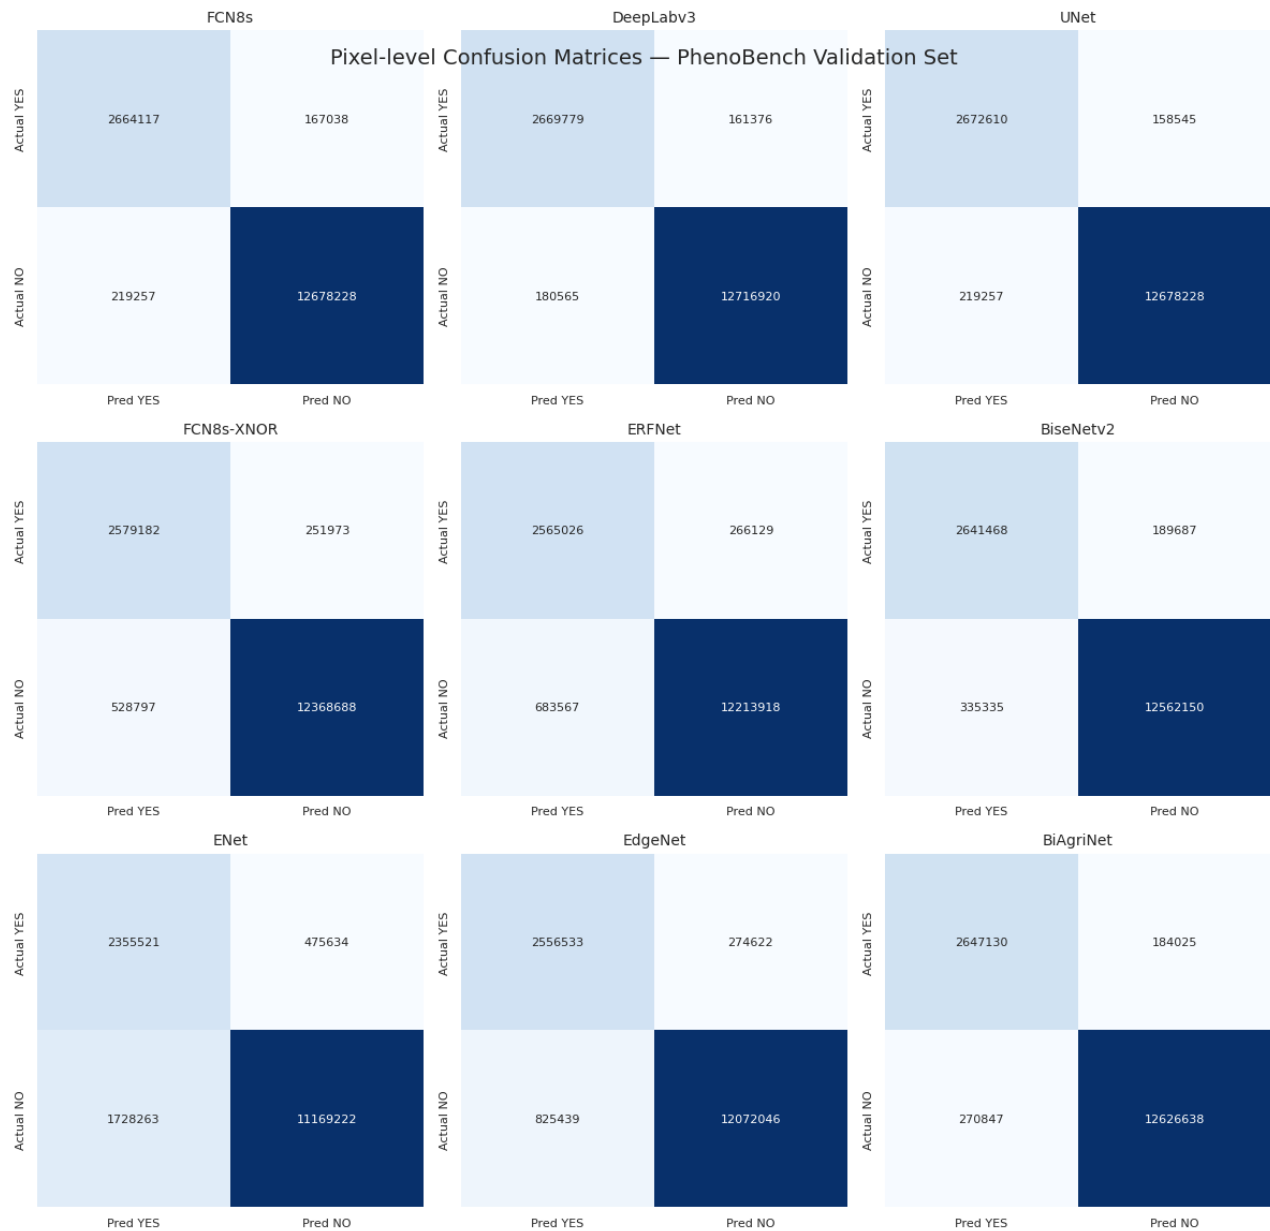 FCN8s
DeepLabv3
UNet
Pixel-level Confusion Matrices — PhenoBench Validation Set
Actual YES
2664117
167038
Actual YES
2669779
161376
Actual YES
2672610
158545
Actual NO
219257
12678228
Actual NO
180565
12716920
Actual NO
219257
12678228
Pred YES
Pred NO
Pred YES
Pred NO
Pred YES
Pred NO
FCN8s-XNOR
ERFNet
BiseNetv2
Actual YES
2579182
251973
Actual YES
2565026
266129
Actual YES
2641468
189687
Actual NO
528797
12368688
Actual NO
683567
12213918
Actual NO
335335
12562150
Pred YES
Pred NO
Pred YES
Pred NO
Pred YES
Pred NO
ENet
EdgeNet
BiAgriNet
Actual YES
2355521
475634
Actual YES
2556533
274622
Actual YES
2647130
184025
Actual NO
1728263
11169222
Actual NO
825439
12072046
Actual NO
270847
12626638
Pred YES
Pred NO
Pred YES
Pred NO
Pred YES
Pred NO